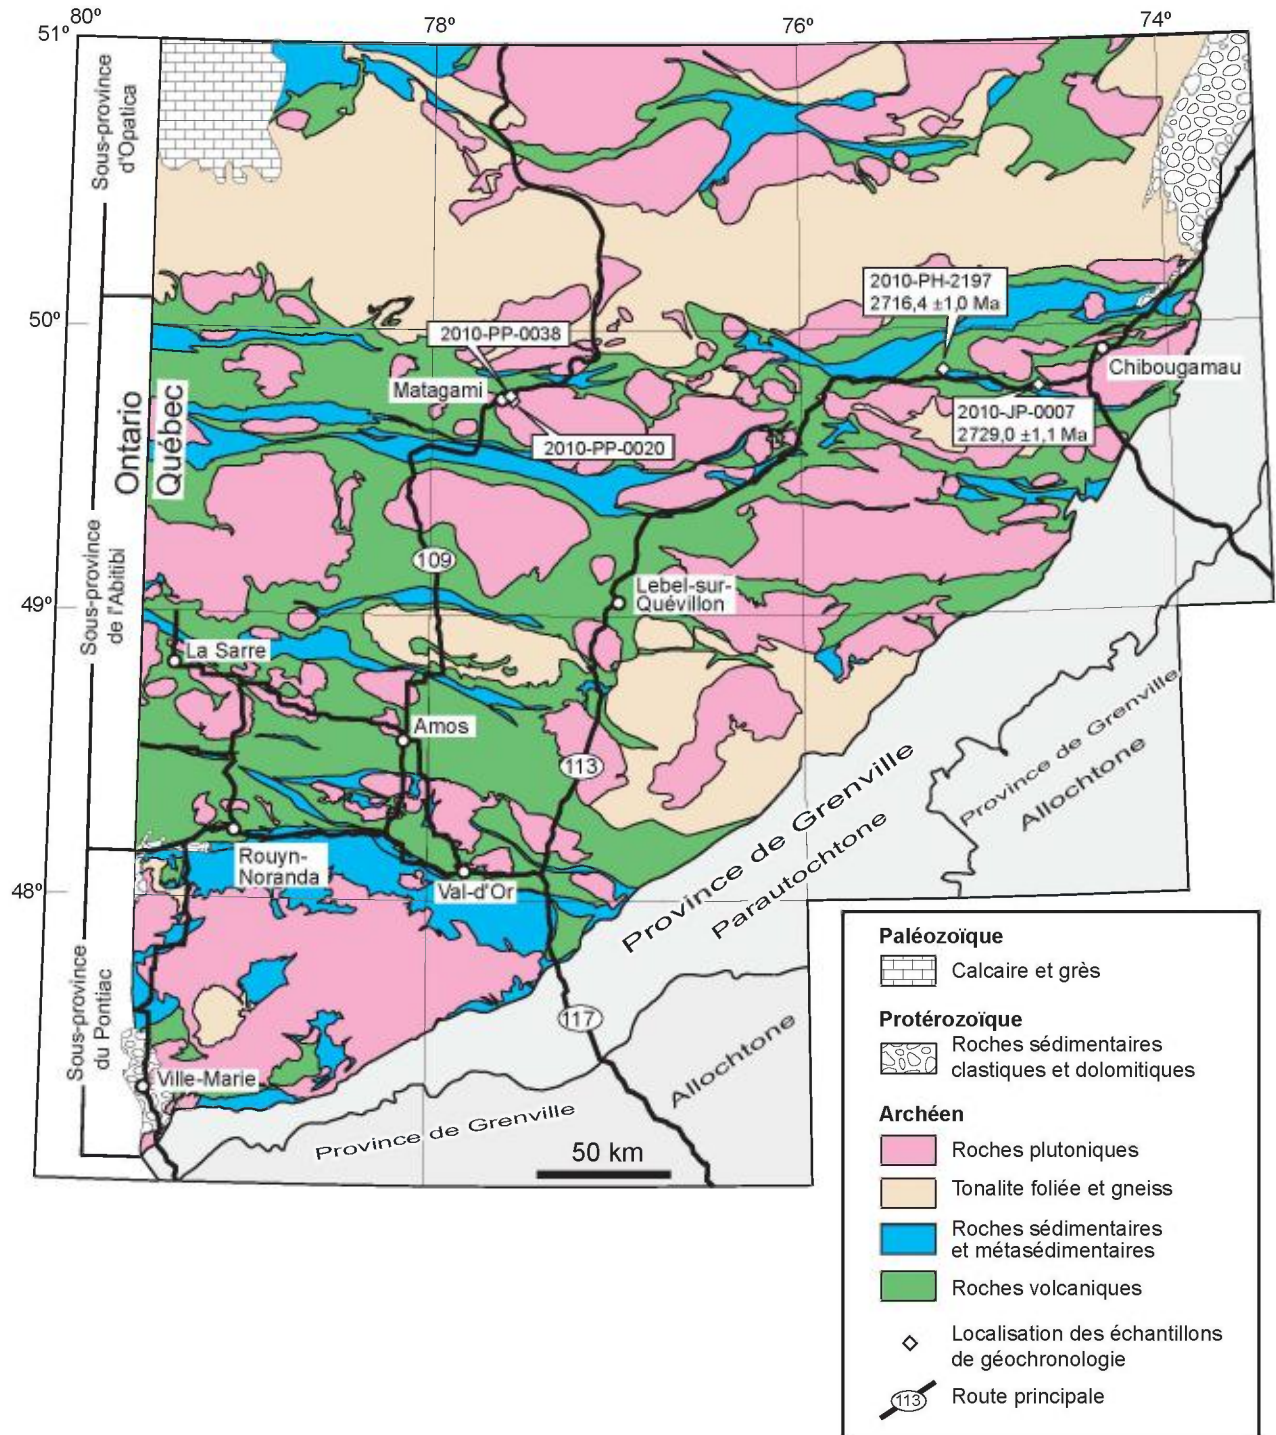 80º
78º
76º
74º
51º
Sous-province
d'Opatica
50º
2010-PH-2197
2716,4 ±1,0 Ma
2010-PP-0038
Chibougamau
Matagami
Ontario
Québec
2010-JP-0007
2729,0 ±1,1 Ma
2010-PP-0020
109
Sous-province
de l'Abitibi
49º
Lebel-sur-
Quévillon
La Sarre
Amos
113
Province de Grenville
Parautochtone
Province de Grenville
Allochtone
Rouyn-
Noranda
Val-d'Or
48º
Sous-province
du Pontiac
117
Ville-Marie
Province de Grenville
Allochtone
50 km
Paléozoïque
Calcaire et grès
Protérozoïque
Roches sédimentaires
clastiques et dolomitiques
Archéen
Roches plutoniques
Tonalite foliée et gneiss
Roches sédimentaires
et métasédimentaires
Roches volcaniques
Localisation des échantillons
de géochronologie
113
Route principale